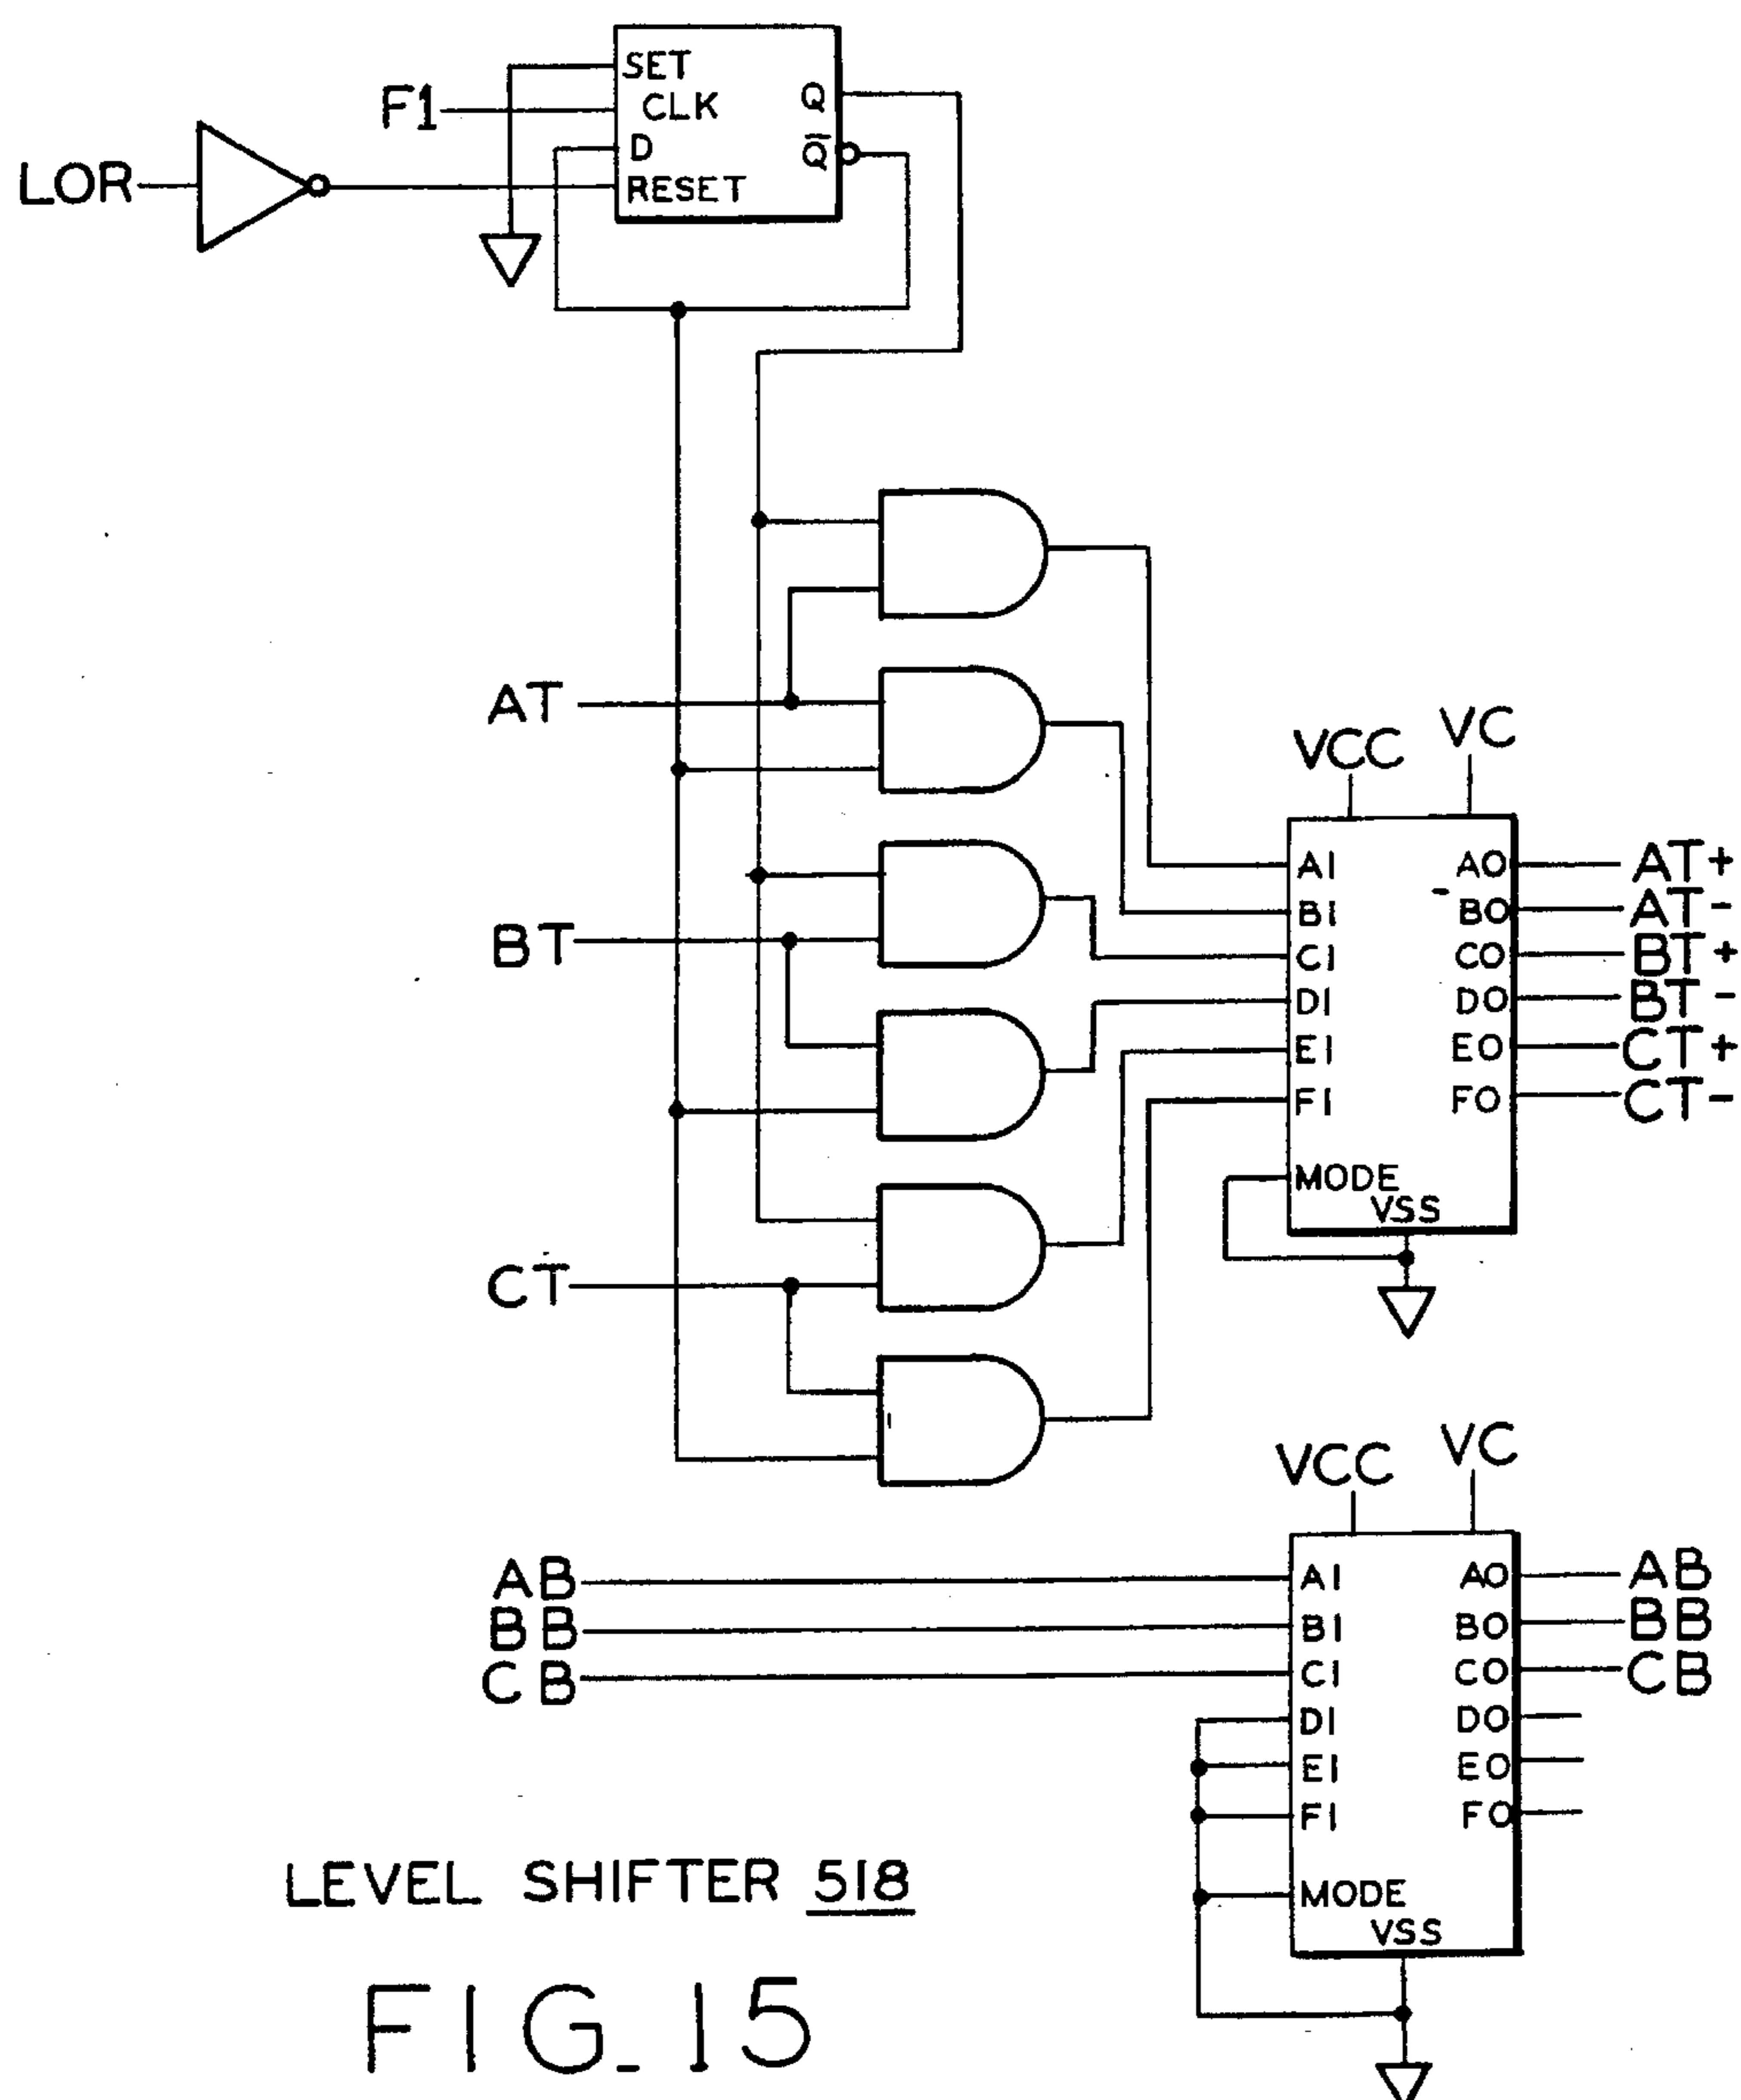 SET
F1 CLK Q
LOR D Q̅
RESET
AT
VCC VC
AI AO AT+
BI BO AT-
BT CI CO BT+
DI DO BT-
EI EO CT+
FI FO CT-
MODE
VSS
CT
VCC VC
AB AI AO AB
BB BI BO BB
CB CI CO CB
DI DO
EI EO
FI FO
LEVEL SHIFTER 518
MODE
VSS
FIG_15